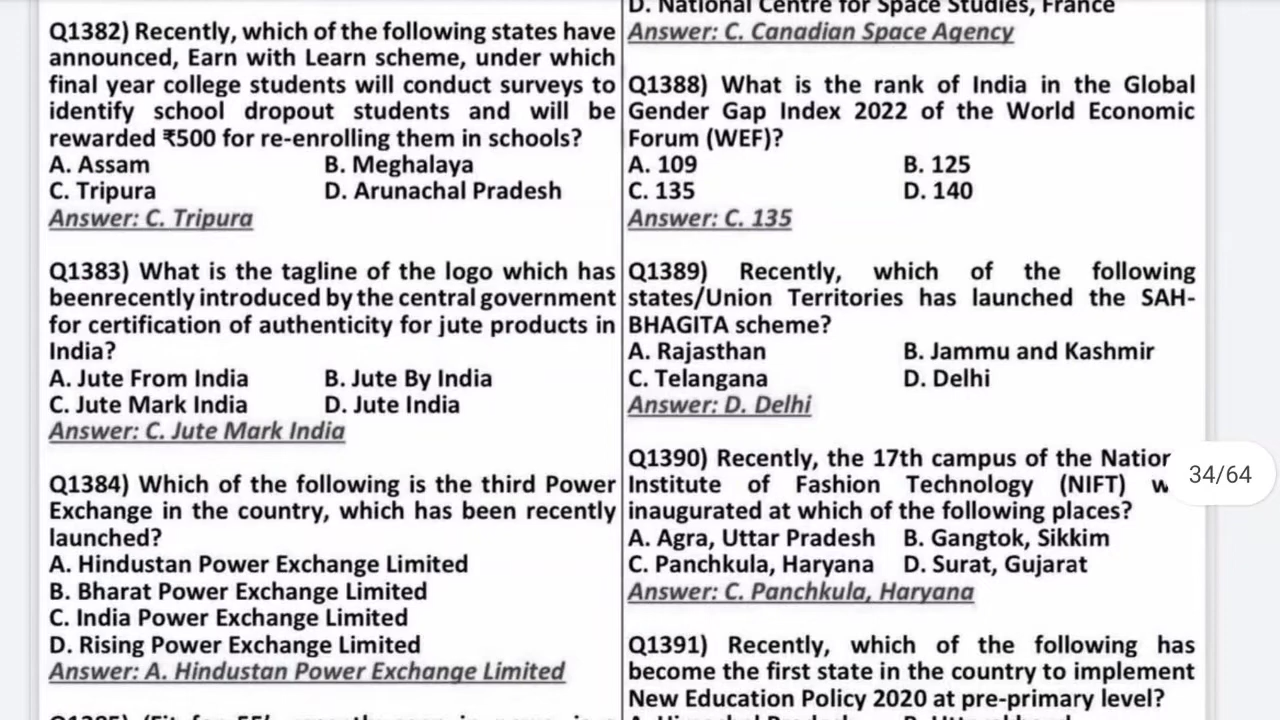 Q1382) Recently, which of the following states have
announced, Earn with Learn scheme, under which
final year college students will conduct surveys to
identify school dropout students and will be
rewarded ₹500 for re-enrolling them in schools?
A. Assam B. Meghalaya
C. Tripura D. Arunachal Pradesh
Answer: C. Tripura
Q1383) What is the tagline of the logo which has
beenrecently introduced by the central government
for certification of authenticity for jute products in
India?
A. Jute From India B. Jute By India
C. Jute Mark India D. Jute India
Answer: C. Jute Mark India
Q1384) Which of the following is the third Power
Exchange in the country, which has been recently
launched?
A. Hindustan Power Exchange Limited
B. Bharat Power Exchange Limited
C. India Power Exchange Limited
D. Rising Power Exchange Limited
Answer: A. Hindustan Power Exchange Limited
D. National Centre for Space Studies, France
Answer: C. Canadian Space Agency
Q1388) What is the rank of India in the Global
Gender Gap Index 2022 of the World Economic
Forum (WEF)?
A. 109 B. 125
C. 135 D. 140
Answer: C. 135
Q1389) Recently, which of the following
states/Union Territories has launched the SAH-
BHAGITA scheme?
A. Rajasthan B. Jammu and Kashmir
C. Telangana D. Delhi
Answer: D. Delhi
Q1390) Recently, the 17th campus of the Nation
Institute of Fashion Technology (NIFT) w
inaugurated at which of the following places?
A. Agra, Uttar Pradesh B. Gangtok, Sikkim
C. Panchkula, Haryana D. Surat, Gujarat
Answer: C. Panchkula, Haryana
Q1391) Recently, which of the following has
become the first state in the country to implement
New Education Policy 2020 at pre-primary level?
34/64